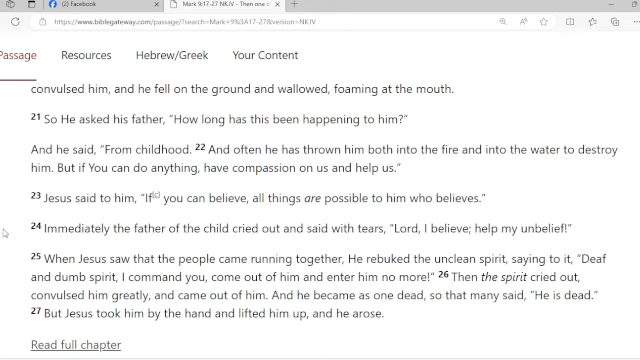 (2) Facebook
Mark 9:17-27 NKJV - Then one o
https://www.biblegateway.com/passage/?search=Mark+9%3A17-27&version=NKJV
Passage Resources Hebrew/Greek Your Content
convulsed him, and he fell on the ground and wallowed, foaming at the mouth.
21 So He asked his father, “How long has this been happening to him?”
And he said, “From childhood. 22 And often he has thrown him both into the fire and into the water to destroy
him. But if You can do anything, have compassion on us and help us.”
23 Jesus said to him, “If[c] you can believe, all things are possible to him who believes.”
24 Immediately the father of the child cried out and said with tears, “Lord, I believe; help my unbelief!”
25 When Jesus saw that the people came running together, He rebuked the unclean spirit, saying to it, “Deaf
and dumb spirit, I command you, come out of him and enter him no more!” 26 Then the spirit cried out,
convulsed him greatly, and came out of him. And he became as one dead, so that many said, “He is dead.”
27 But Jesus took him by the hand and lifted him up, and he arose.
Read full chapter